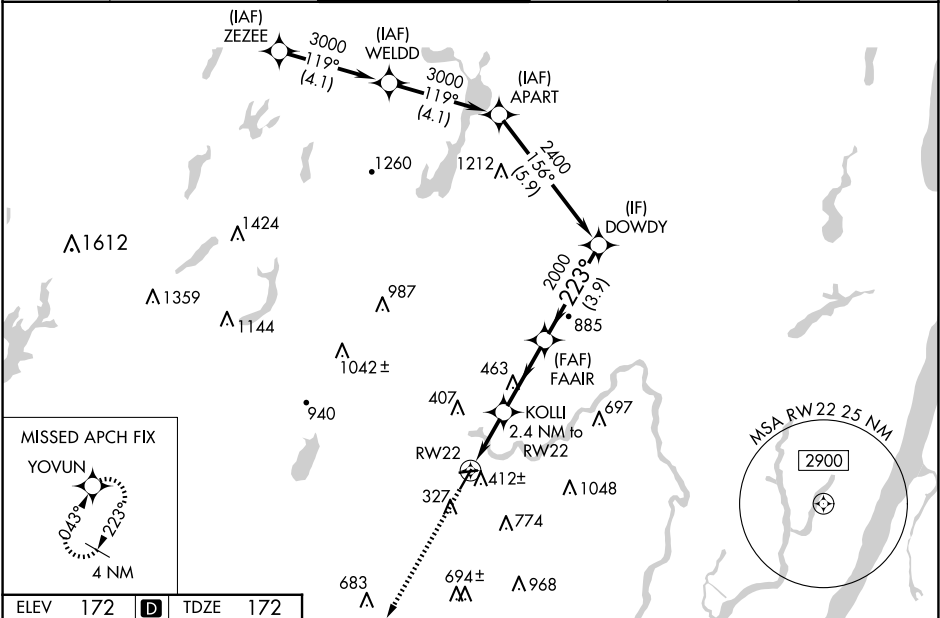 (IAF)
ZEZEE
3000
119°
(4.1)
(IAF)
WELDD
3000
119°
(4.1)
(IAF)
APART
1260
1212
2400
156°
(5.9)
(IF)
DOWDY
1424
1612
2000
223°
(3.9)
1359
987
1144
885
1042±
(FAF)
FAAIR
463
940
407
KOLLI
2.4 NM to
RW22
697
MISSED APCH FIX
YOVUN
043°
223°
4 NM
RW22
412±
327
1048
774
MSA RW22 25 NM
2900
683
694±
968
ELEV 172 D TDZE 172